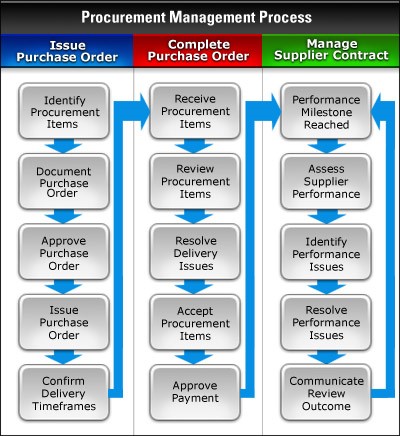 Procurement Management Process
Issue
Purchase Order
Identify
Procurement
Items
Document
Purchase
Order
Approve
Purchase
Order
Issue
Purchase
Order
Confirm
Delivery
Timeframes
Complete
Purchase Order
Receive
Procurement
Items
Review
Procurement
Items
Resolve
Delivery
Issues
Accept
Procurement
Items
Approve
Payment
Manage
Supplier Contract
Performance
Milestone
Reached
Assess
Supplier
Performance
Identify
Performance
Issues
Resolve
Performance
Issues
Communicate
Review
Outcome